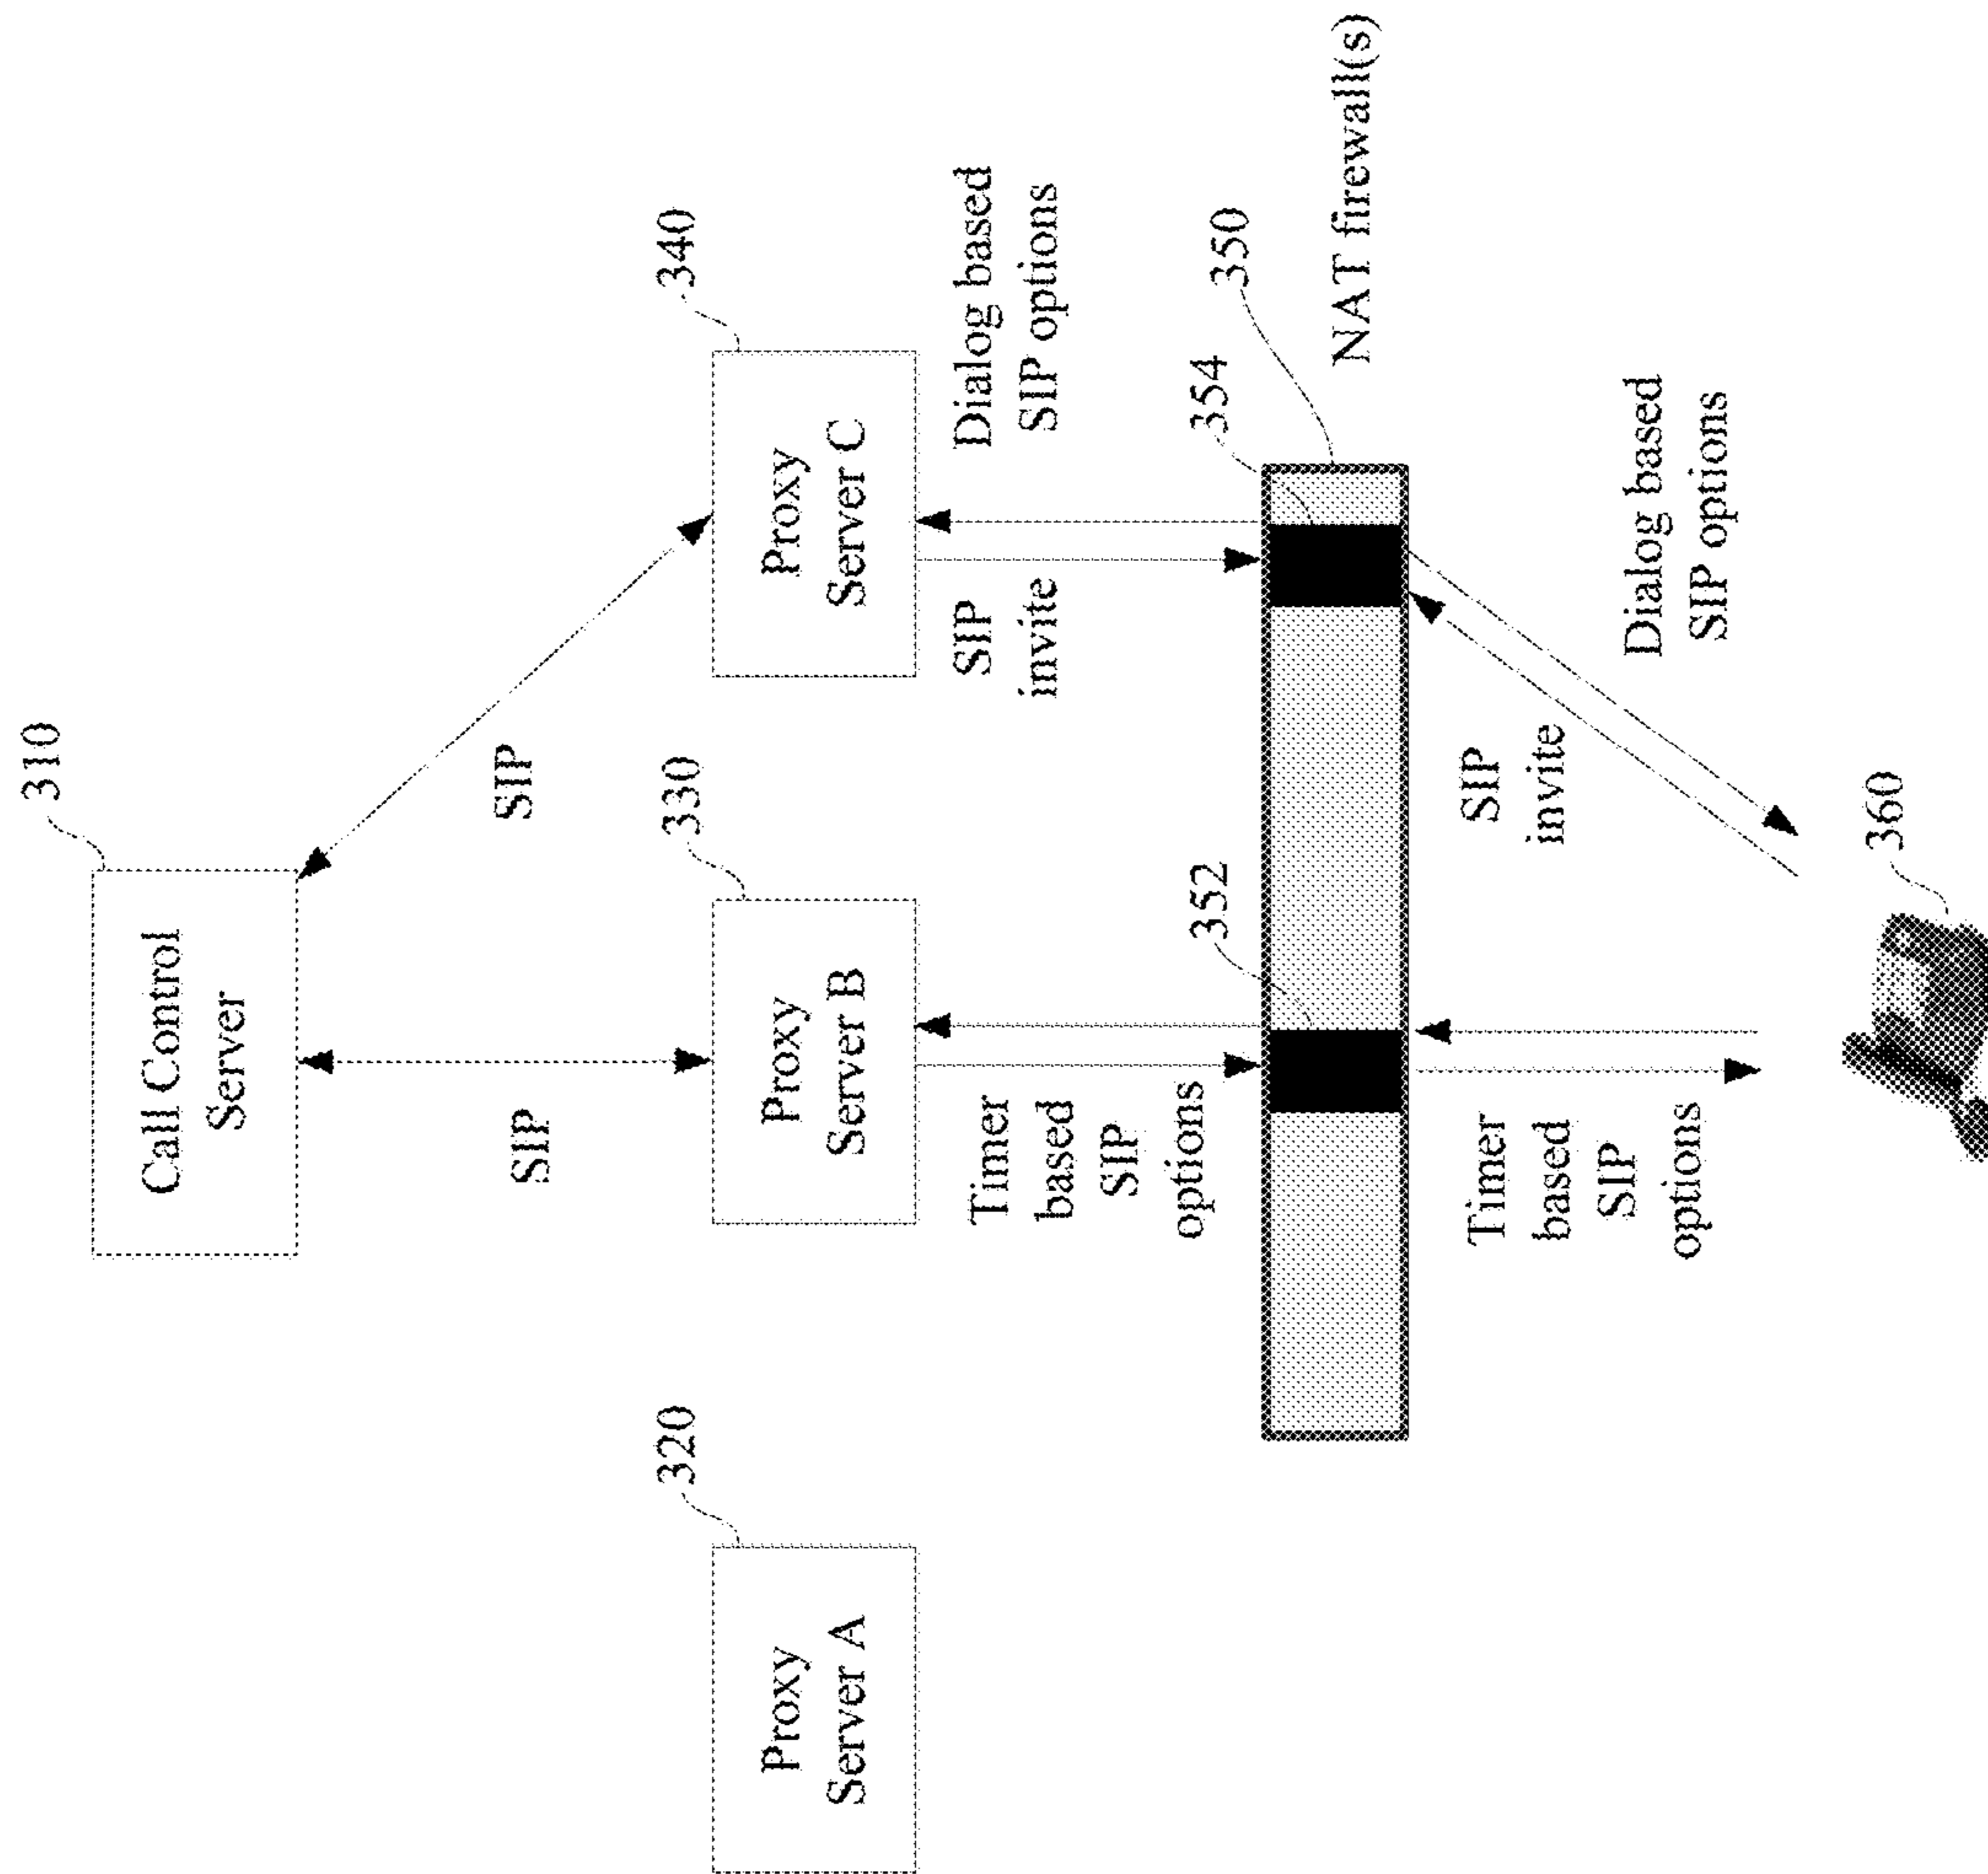 310
Call Control
Server
SIP
SIP
320
330
340
Proxy
Server A
Proxy
Server B
Proxy
Server C
Timer
based
SIP
options
SIP
invite
Dialog based
SIP options
352
354
350
NAT firewall(s)
Timer
based
SIP
options
SIP
invite
Dialog based
SIP options
360